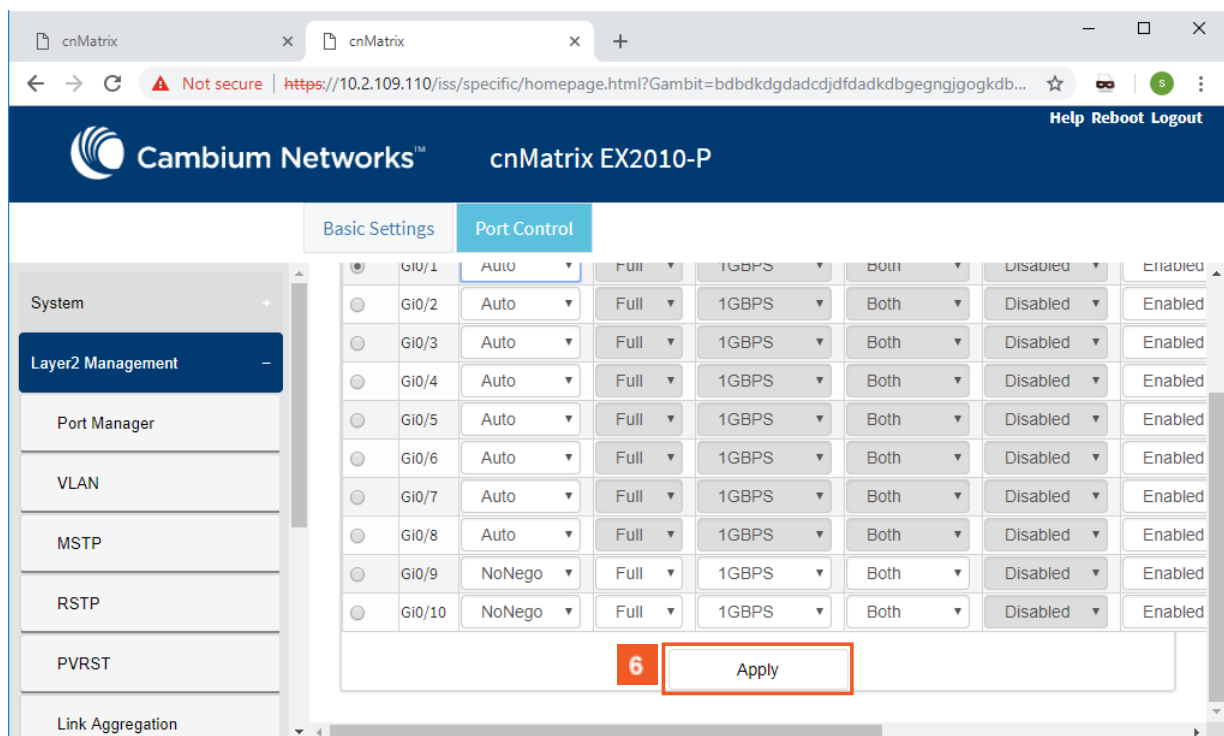 cnMatrix
cnMatrix
Not secure | https://10.2.109.110/iss/specific/homepage.html?Gambit=bdbdkdgdadcdjdfdadkdbgegngjgogkdb...
S
Help Reboot Logout
Cambium Networks™ cnMatrix EX2010-P
Basic Settings Port Control
Gi0/1 Auto Full 1GBPS Both Disabled Enabled
System +
Gi0/2 Auto Full 1GBPS Both Disabled Enabled
Gi0/3 Auto Full 1GBPS Both Disabled Enabled
Layer2 Management −
Gi0/4 Auto Full 1GBPS Both Disabled Enabled
Port Manager
Gi0/5 Auto Full 1GBPS Both Disabled Enabled
Gi0/6 Auto Full 1GBPS Both Disabled Enabled
VLAN
Gi0/7 Auto Full 1GBPS Both Disabled Enabled
MSTP
Gi0/8 Auto Full 1GBPS Both Disabled Enabled
Gi0/9 NoNego Full 1GBPS Both Disabled Enabled
RSTP
Gi0/10 NoNego Full 1GBPS Both Disabled Enabled
PVRST
6 Apply
Link Aggregation